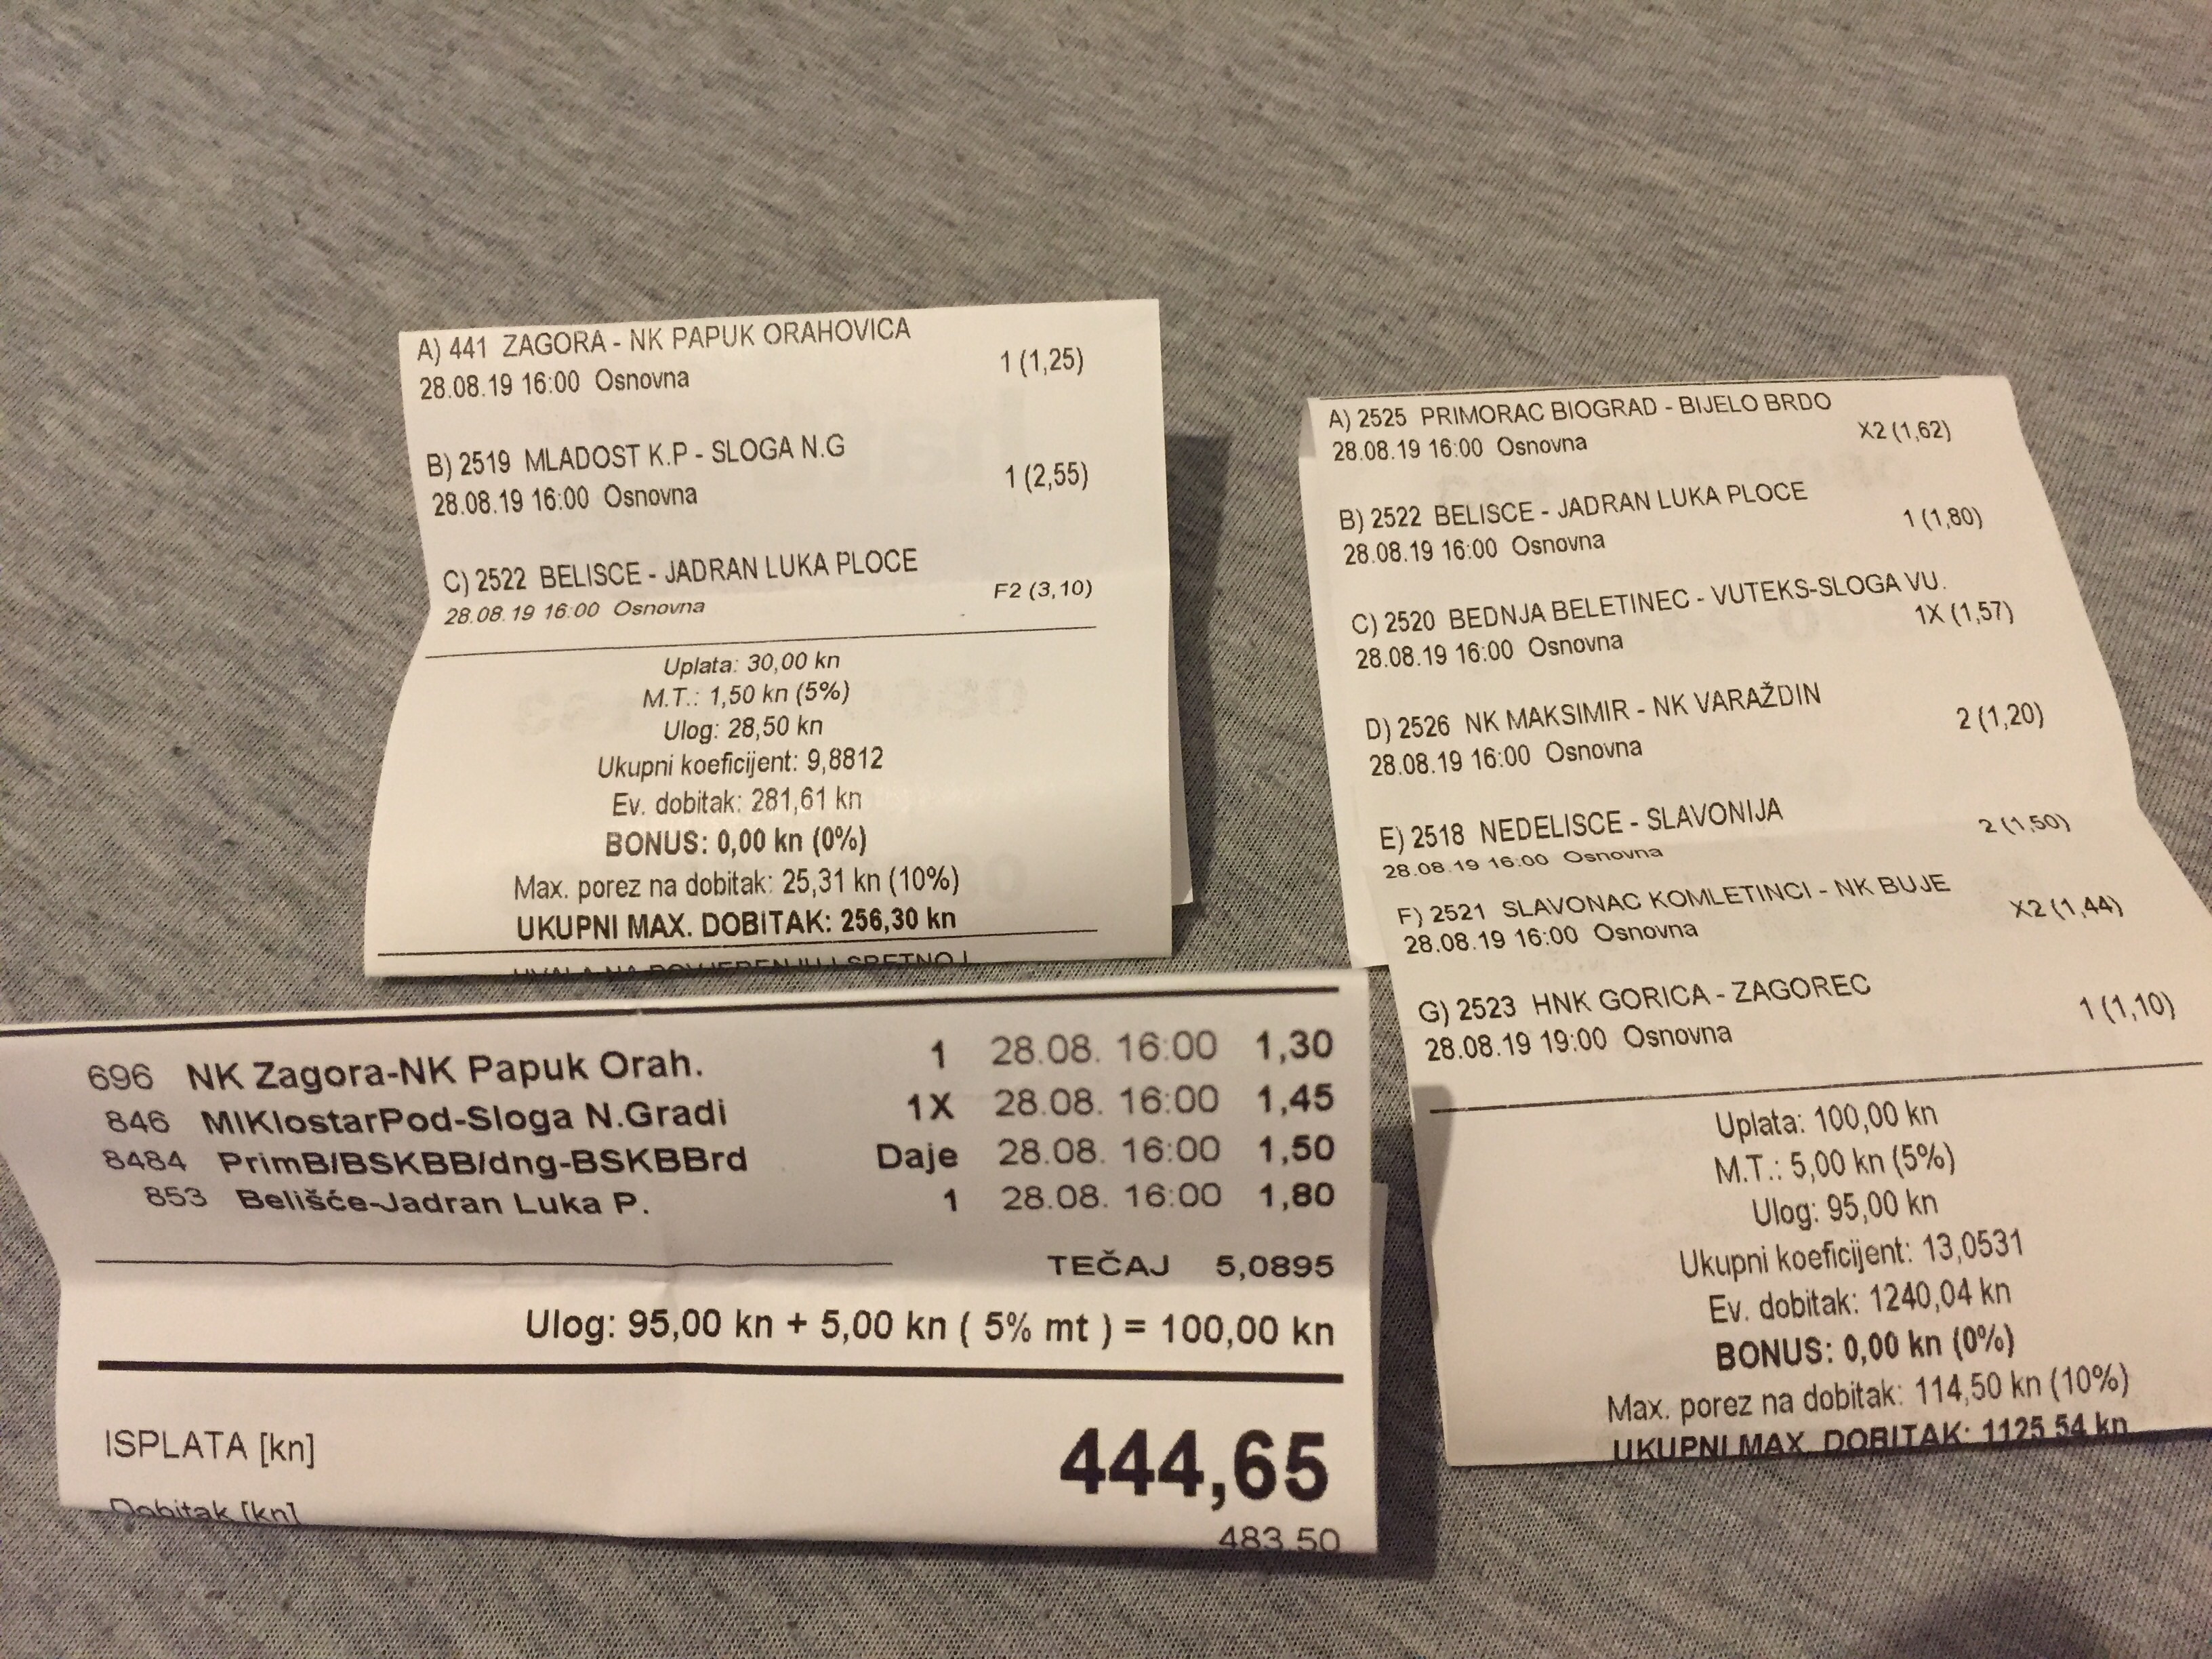 A) 441 ZAGORA - NK PAPUK ORAHOVICA
1 (1,25)
28.08.19 16:00 Osnovna
B) 2519 MLADOST K.P - SLOGA N.G
1 (2,55)
28.08.19 16:00 Osnovna
C) 2522 BELISCE - JADRAN LUKA PLOCE
F2 (3,10)
28.08.19 16:00 Osnovna
Uplata: 30,00 kn
M.T.: 1,50 kn (5%)
Ulog: 28,50 kn
Ukupni koeficijent: 9,8812
Ev. dobitak: 281,61 kn
BONUS: 0,00 kn (0%)
Max. porez na dobitak: 25,31 kn (10%)
UKUPNI MAX. DOBITAK: 256,30 kn
HVALA NA POVJERENJU I SRETNO !
696 NK Zagora-NK Papuk Orah. 1 28.08. 16:00 1,30
846 MlKlostarPod-Sloga N.Gradi 1X 28.08. 16:00 1,45
8484 PrimB/BSKBB/dng-BSKBBrd Daje 28.08. 16:00 1,50
853 Belišće-Jadran Luka P. 1 28.08. 16:00 1,80
TEČAJ 5,0895
Ulog: 95,00 kn + 5,00 kn ( 5% mt ) = 100,00 kn
ISPLATA [kn] 444,65
Dobitak [kn] 483,50
A) 2525 PRIMORAC BIOGRAD - BIJELO BRDO
X2 (1,62)
28.08.19 16:00 Osnovna
B) 2522 BELISCE - JADRAN LUKA PLOCE
1 (1,80)
28.08.19 16:00 Osnovna
C) 2520 BEDNJA BELETINEC - VUTEKS-SLOGA VU.
1X (1,57)
28.08.19 16:00 Osnovna
D) 2526 NK MAKSIMIR - NK VARAŽDIN
2 (1,20)
28.08.19 16:00 Osnovna
E) 2518 NEDELISCE - SLAVONIJA
2 (1,50)
28.08.19 16:00 Osnovna
F) 2521 SLAVONAC KOMLETINCI - NK BUJE
X2 (1,44)
28.08.19 16:00 Osnovna
G) 2523 HNK GORICA - ZAGOREC
1 (1,10)
28.08.19 19:00 Osnovna
Uplata: 100,00 kn
M.T.: 5,00 kn (5%)
Ulog: 95,00 kn
Ukupni koeficijent: 13,0531
Ev. dobitak: 1240,04 kn
BONUS: 0,00 kn (0%)
Max. porez na dobitak: 114,50 kn (10%)
UKUPNI MAX. DOBITAK: 1125,54 kn